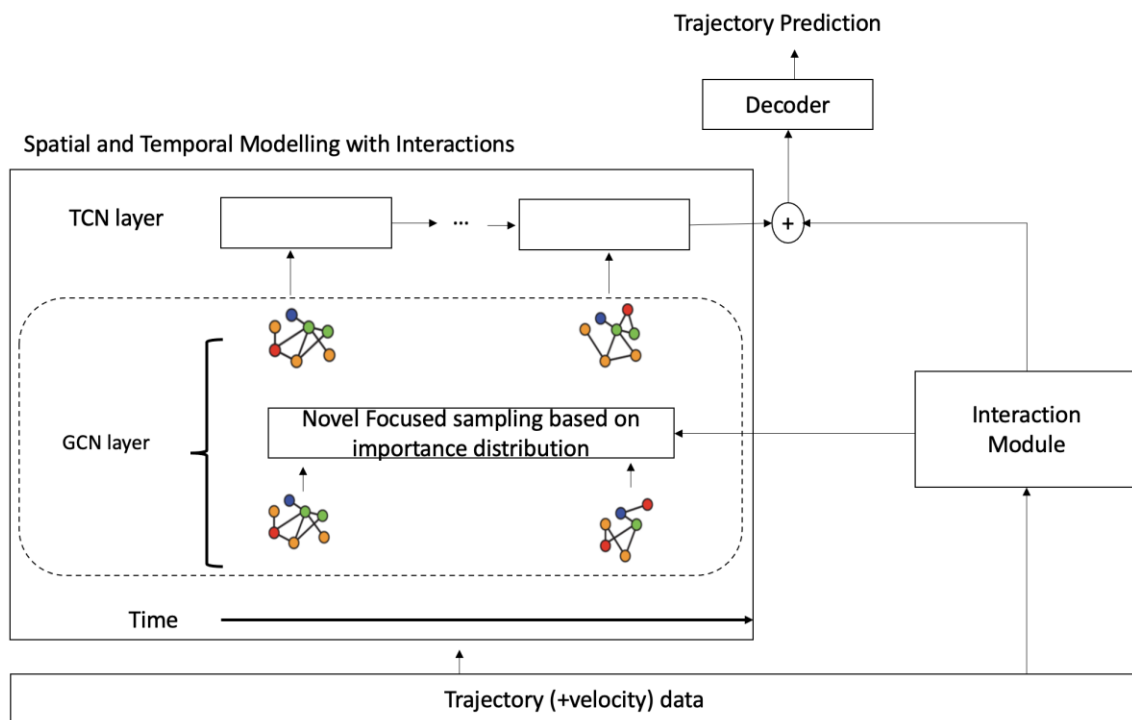 Trajectory Prediction
Decoder
Spatial and Temporal Modelling with Interactions
TCN layer
...
+
GCN layer
Novel Focused sampling based on
importance distribution
Interaction
Module
Time
Trajectory (+velocity) data